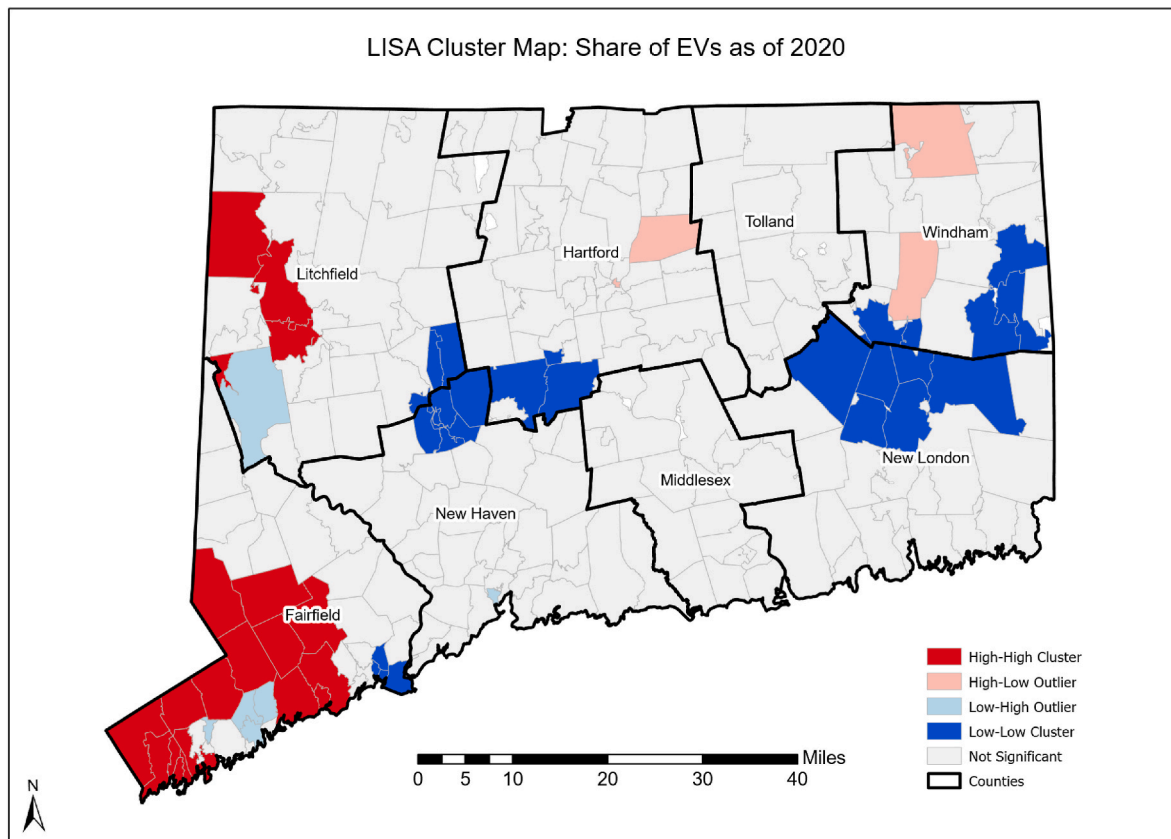 LISA Cluster Map: Share of EVs as of 2020
Tolland
Windham
Hartford
Litchfield
New London
Middlesex
New Haven
Fairfield
High-High Cluster
High-Low Outlier
Low-High Outlier
Low-Low Cluster
Not Significant
Counties
Miles
0 5 10 20 30 40
N